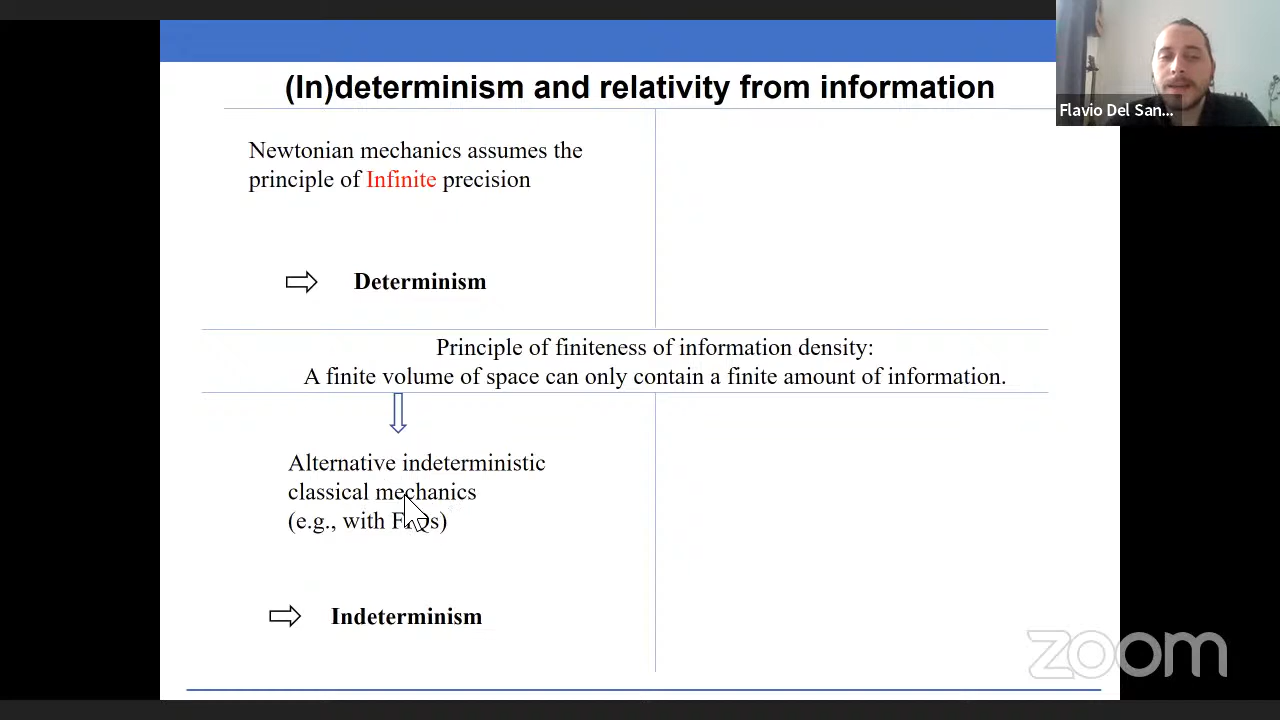 (In)determinism and relativity from information
Flavio Del San...
Newtonian mechanics assumes the
principle of Infinite precision
Determinism
Principle of finiteness of information density:
A finite volume of space can only contain a finite amount of information.
Alternative indeterministic
classical mechanics
(e.g., with FIQs)
Indeterminism
zoom